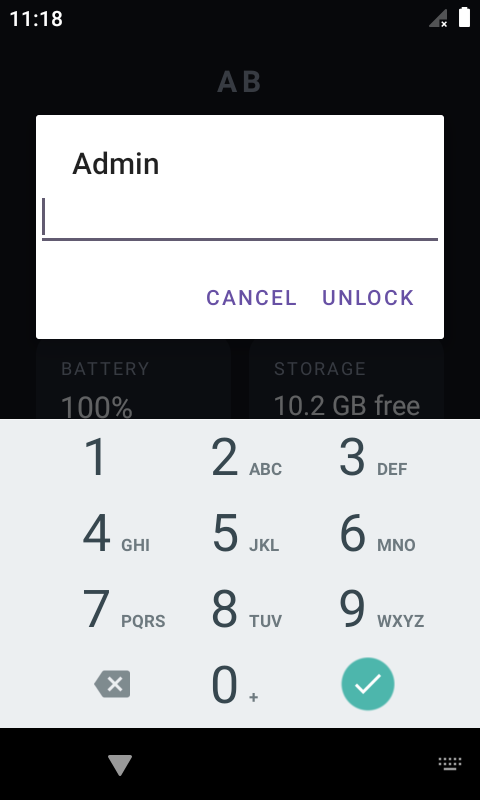 11:18
AB
Admin
CANCEL UNLOCK
BATTERY STORAGE
100% 10.2 GB free
1 2 ABC 3 DEF
4 GHI 5 JKL 6 MNO
7 PQRS 8 TUV 9 WXYZ
0 +